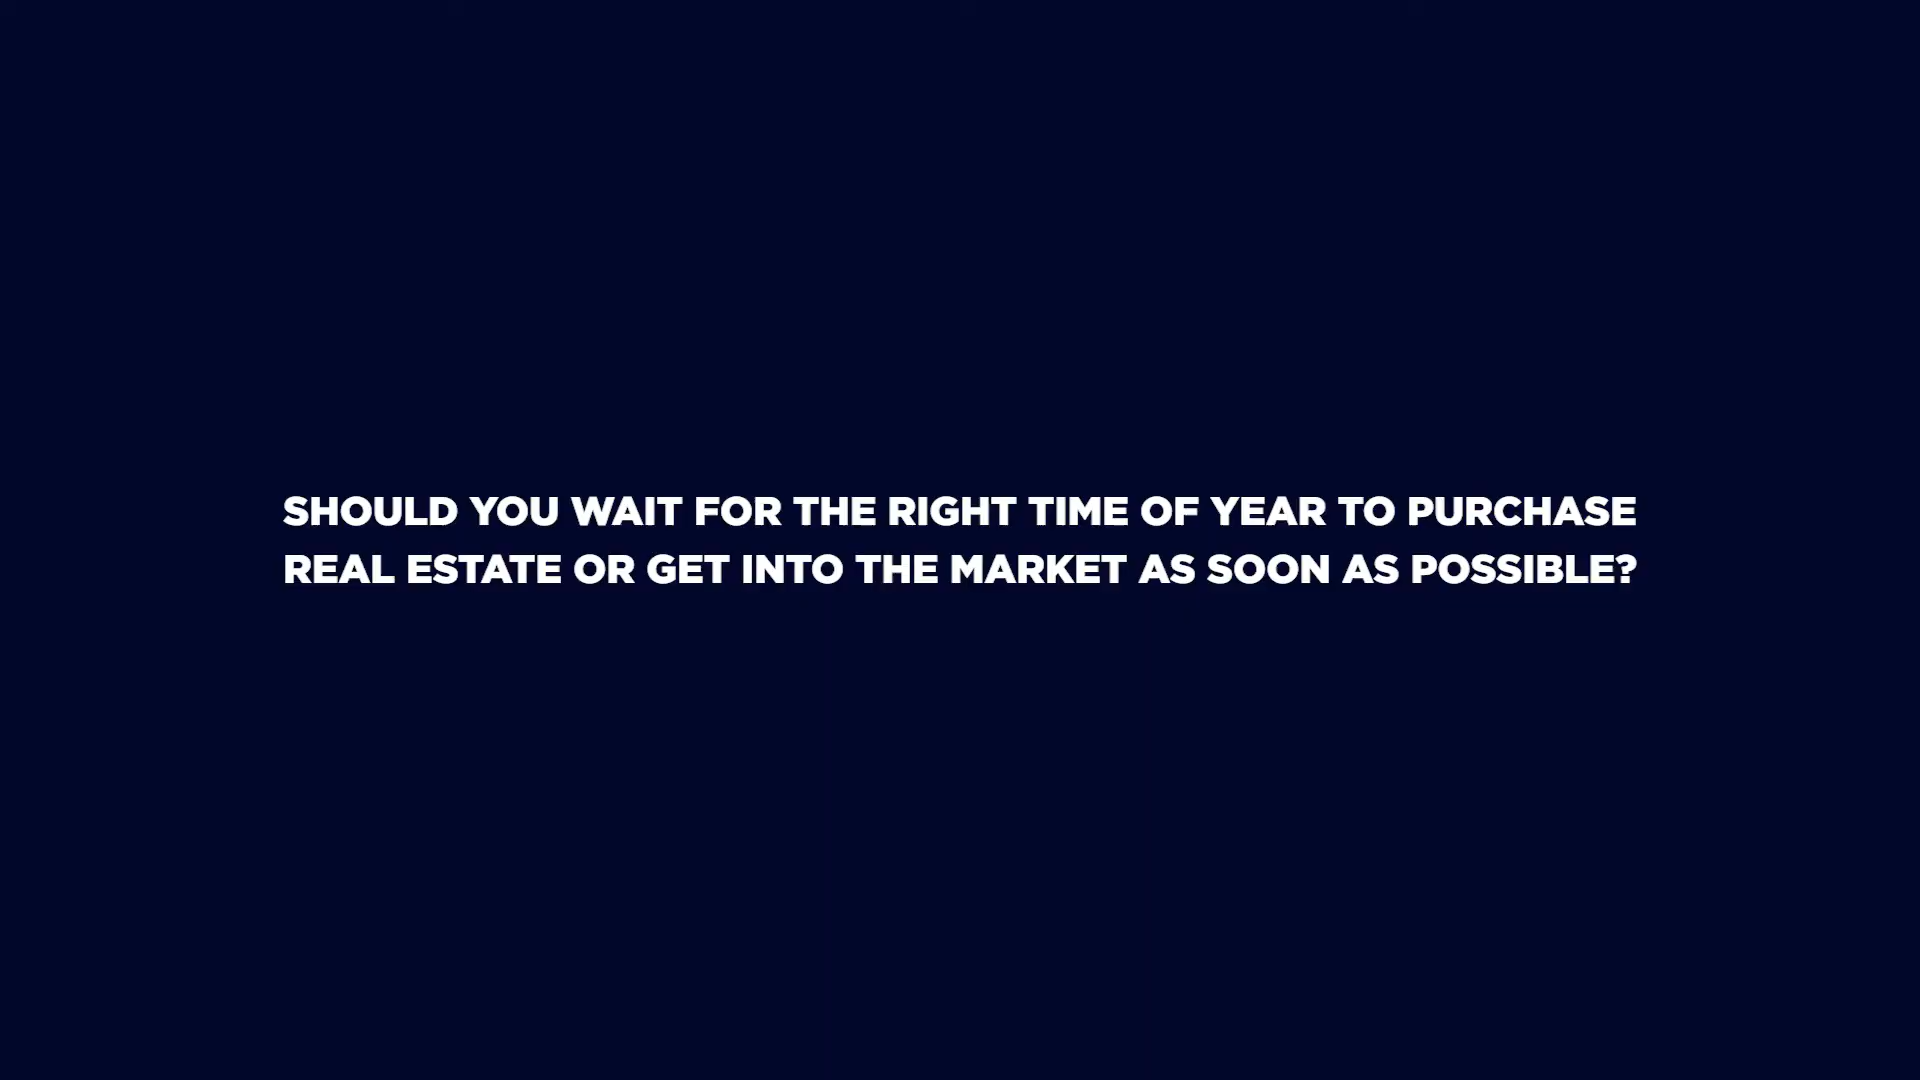 SHOULD YOU WAIT FOR THE RIGHT TIME OF YEAR TO PURCHASE
REAL ESTATE OR GET INTO THE MARKET AS SOON AS POSSIBLE?